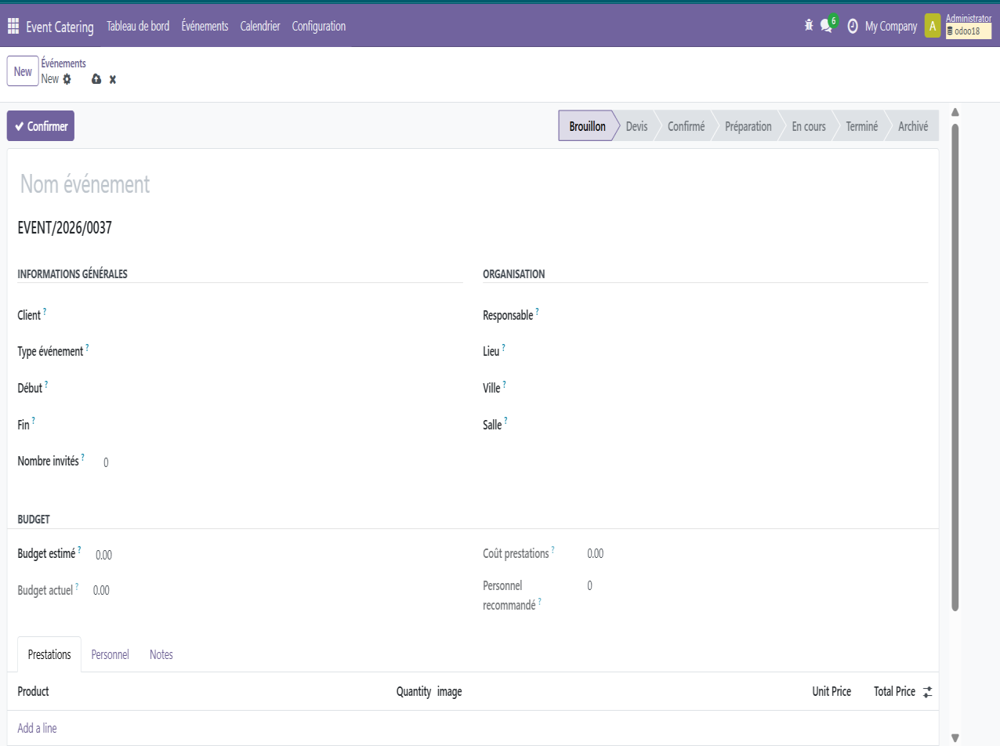 Event Catering Tableau de bord Événements Calendrier Configuration 6 My Company A Administrator
odoo18
New Événements
New
Confirmer Brouillon Devis Confirmé Préparation En cours Terminé Archivé
Nom événement
EVENT/2026/0037
INFORMATIONS GÉNÉRALES ORGANISATION
Client ? Responsable ?
Type événement ? Lieu ?
Début ? Ville ?
Fin ? Salle ?
Nombre invités ? 0
BUDGET
Budget estimé ? 0.00 Coût prestations ? 0.00
Budget actuel ? 0.00 Personnel 0
recommandé ?
Prestations Personnel Notes
Product Quantity image Unit Price Total Price
Add a line